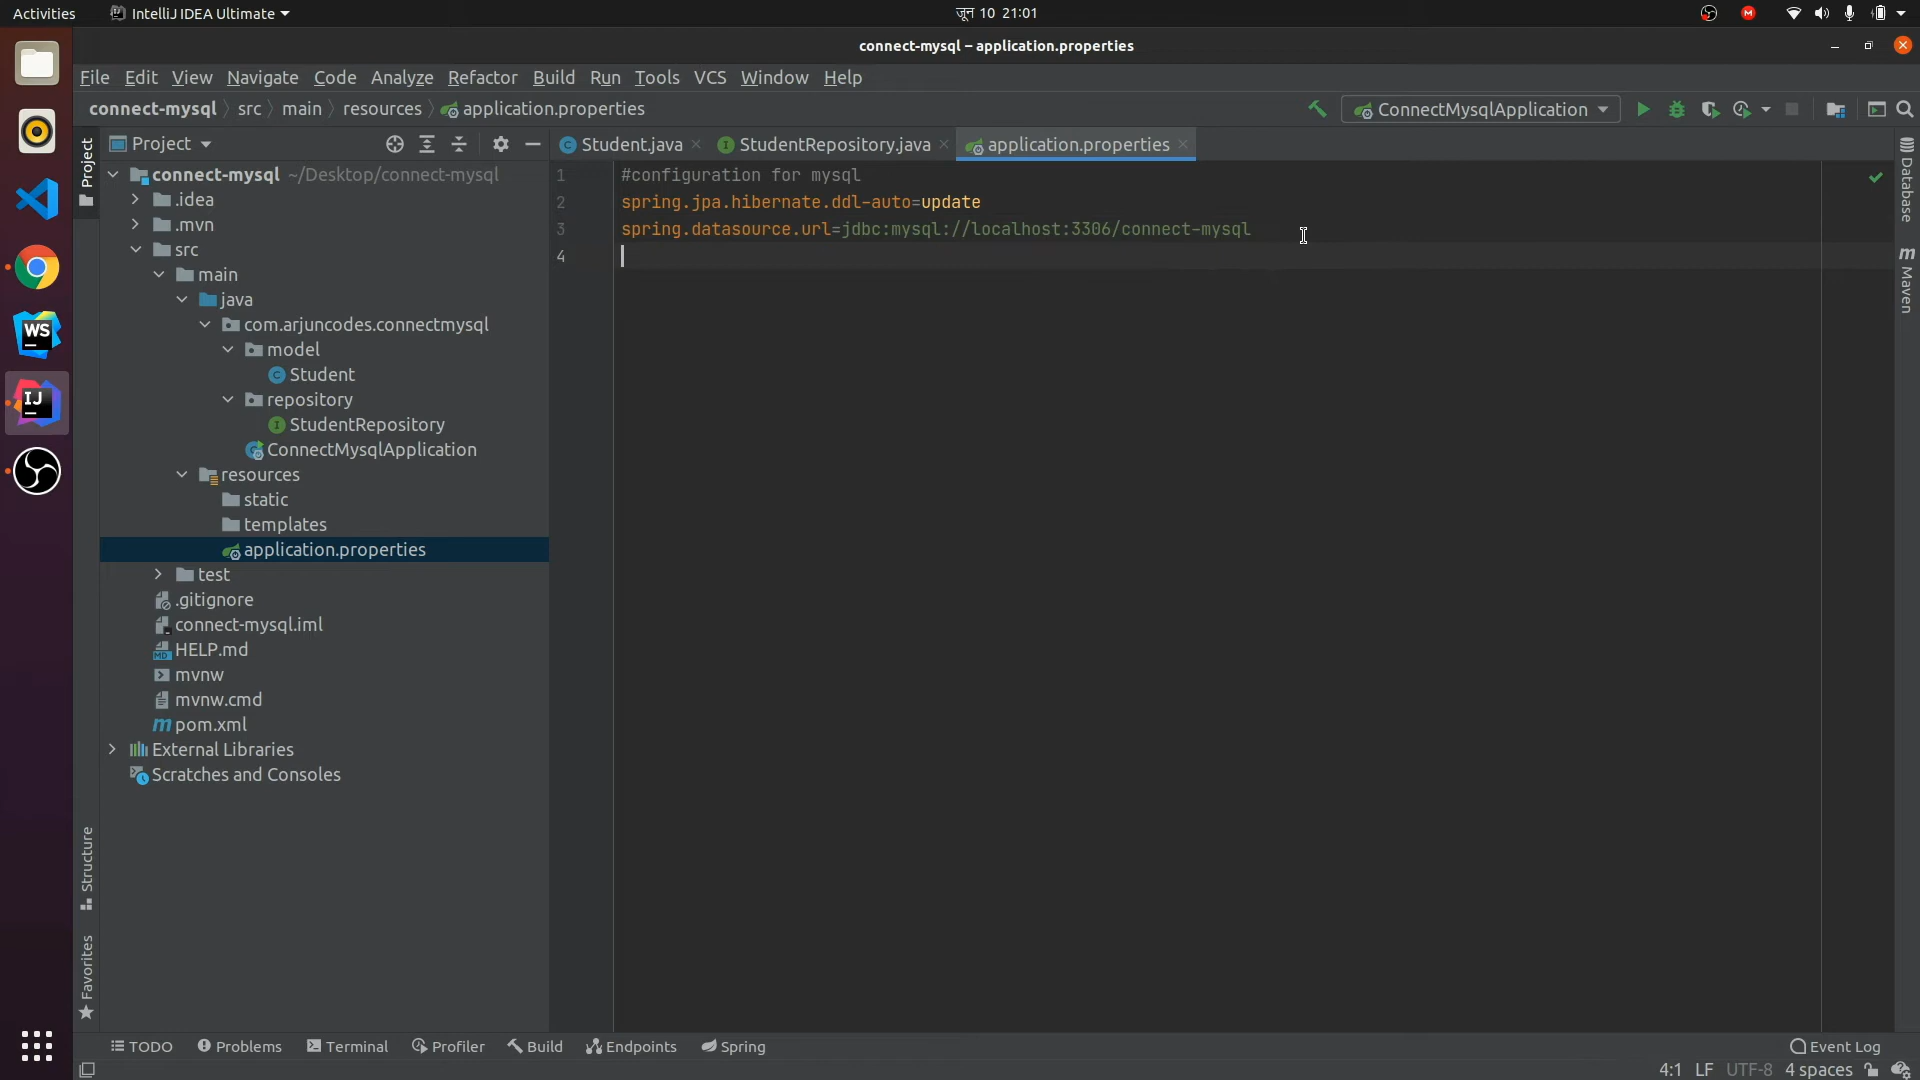 Activities
IntelliJ IDEA Ultimate
जून 10 21:01
M
connect-mysql – application.properties
File Edit View Navigate Code Analyze Refactor Build Run Tools VCS Window Help
connect-mysql src main resources application.properties
ConnectMysqlApplication
Project
Project
Student.java
StudentRepository.java
application.properties
connect-mysql ~/Desktop/connect-mysql
.idea
.mvn
src
main
java
com.arjuncodes.connectmysql
model
C Student
repository
I StudentRepository
ConnectMysqlApplication
resources
static
templates
application.properties
test
.gitignore
connect-mysql.iml
MD HELP.md
mvnw
mvnw.cmd
m pom.xml
External Libraries
Scratches and Consoles
1 #configuration for mysql
2 spring.jpa.hibernate.ddl-auto=update
3 spring.datasource.url=jdbc:mysql://localhost:3306/connect-mysql
4
Database
m Maven
WS
IJ
Structure
Favorites
TODO Problems Terminal Profiler Build Endpoints Spring
Event Log
4:1 LF UTF-8 4 spaces